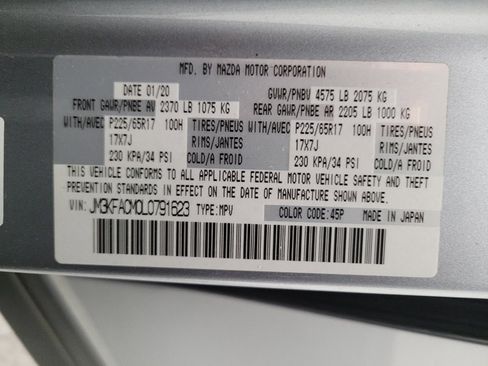 MFD. BY MAZDA MOTOR CORPORATION
DATE 01/20 GVWR/PNBV 4575 LB 2075 KG
FRONT GAWR/PNBE AV 2370 LB 1075 KG REAR GAWR/PNBE AR 2205 LB 1000 KG
WITH/AVEC P225/65R17 100H TIRES/PNEUS WITH/AVEC P225/65R17 100H TIRES/PNEUS
17X7J RIMS/JANTES 17X7J RIMS/JANTES
230 KPA/34 PSI COLD/A FROID 230 KPA/34 PSI COLD/A FROID
THIS VEHICLE CONFORMS TO ALL APPLICABLE FEDERAL MOTOR VEHICLE SAFETY AND THEFT
PREVENTION STANDARDS IN EFFECT ON THE DATE OF MANUFACTURE SHOWN ABOVE.
VIN: JM3KFACM0L0791623 TYPE:MPV COLOR CODE:45P MADE IN JAPAN